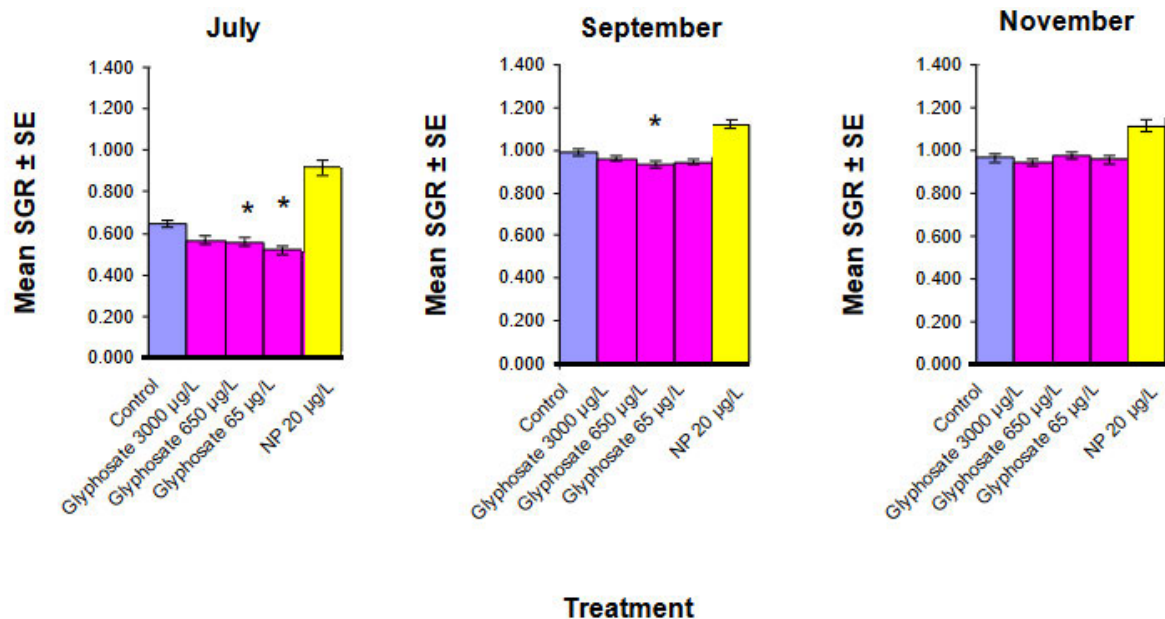 July
Mean SGR ± SE
1.400
1.200
1.000
0.800
0.600
0.400
0.200
0.000
*
*
Control
Glyphosate 3000 µg/L
Glyphosate 650 µg/L
Glyphosate 65 µg/L
NP 20 µg/L
September
Mean SGR ± SE
1.400
1.200
1.000
0.800
0.600
0.400
0.200
0.000
*
Control
Glyphosate 3000 µg/L
Glyphosate 650 µg/L
Glyphosate 65 µg/L
NP 20 µg/L
November
Mean SGR ± SE
1.400
1.200
1.000
0.800
0.600
0.400
0.200
0.000
Control
Glyphosate 3000 µg/L
Glyphosate 650 µg/L
Glyphosate 65 µg/L
NP 20 µg/L
Treatment